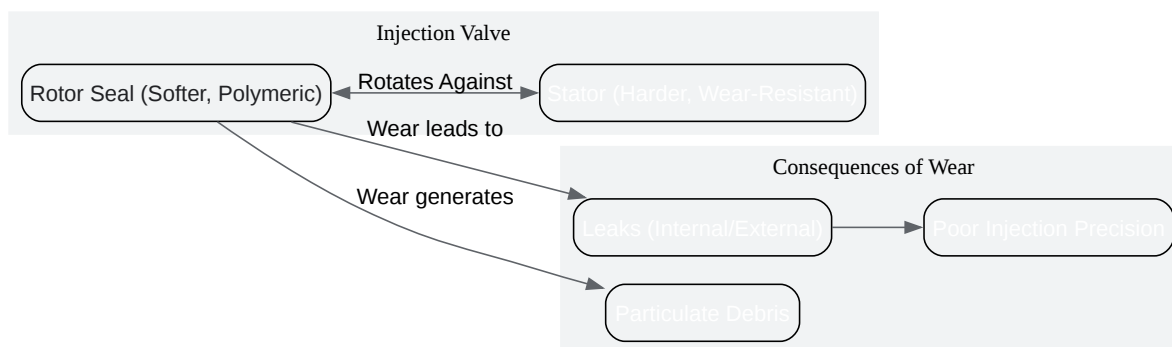 Injection Valve
Rotor Seal (Softer, Polymeric)
Rotates Against
Stator (Harder, Wear-Resistant)
Wear leads to
Consequences of Wear
Wear generates
Leaks (Internal/External)
Poor Injection Precision
Particulate Debris